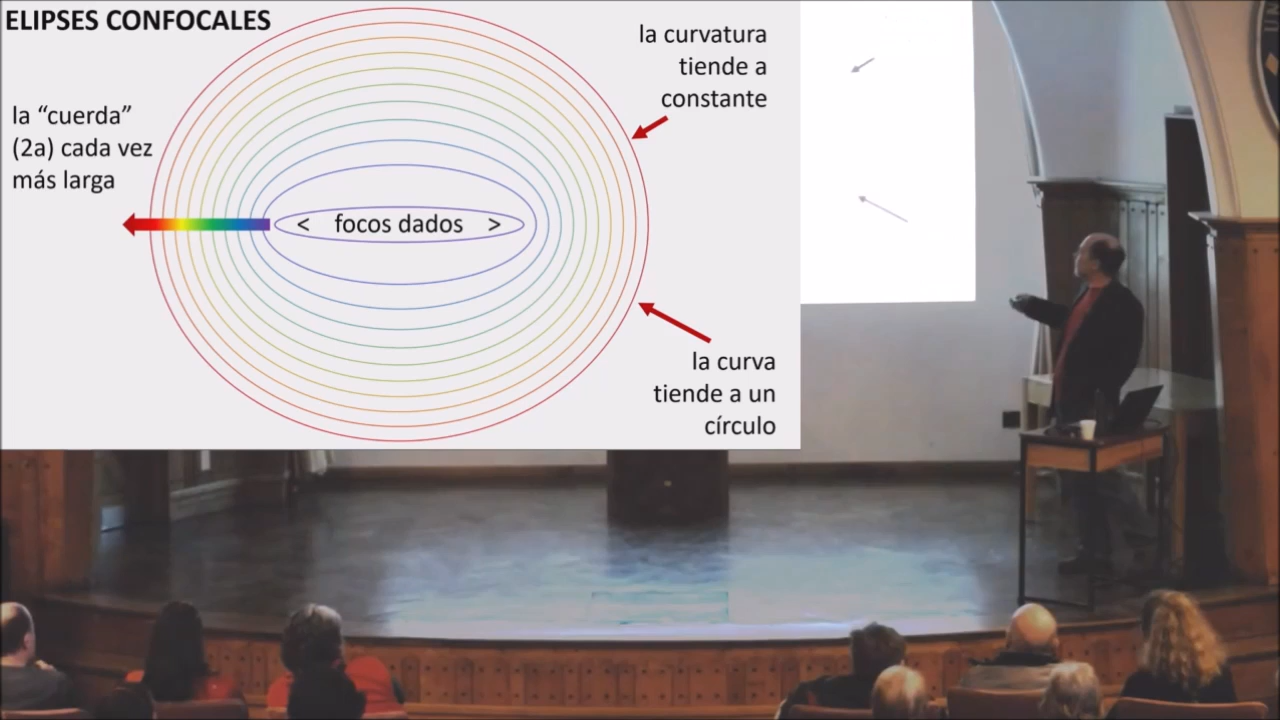 ELIPSES CONFOCALES
la curvatura
tiende a
constante
la “cuerda”
(2a) cada vez
más larga
< focos dados >
la curva
tiende a un
círculo